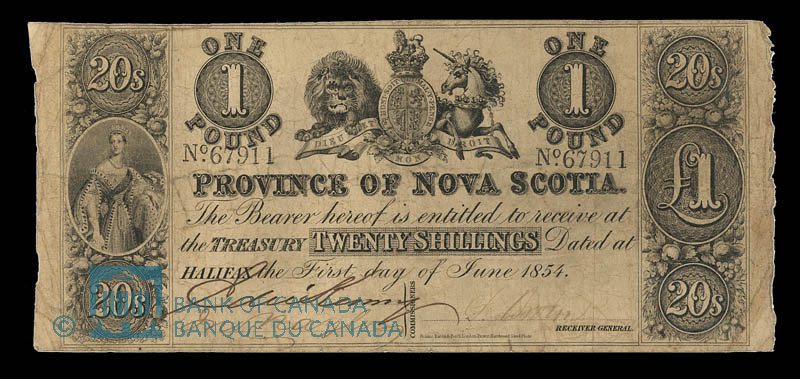 ONE ONE
20s 1 1 20s
POUND POUND
DIEU DROIT
MON
No. 67911 No. 67911
PROVINCE OF NOVA SCOTIA.
The Bearer hereof is entitled to receive at
the TREASURY TWENTY SHILLINGS Dated at
HALIFAX the First day of June 1854.
£1
20s 20s
COMMISSIONERS
RECEIVER GENERAL.
© BANK OF CANADA
BARQUE DU CANADA